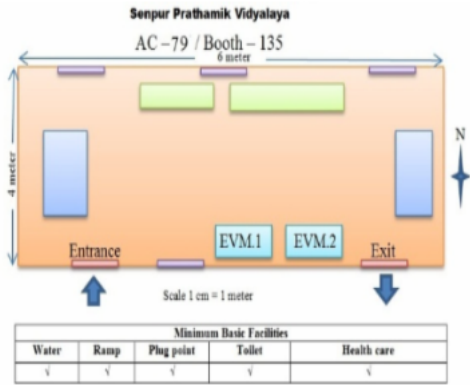 Senpur Prathamik Vidyalaya
AC –79 / Booth – 135
6 meter
4 meter
N
EVM.1 EVM.2
Entrance Exit
Scale 1 cm = 1 meter
Minimum Basic Facilities
Water Ramp Plug point Toilet Health care
√ √ √ √ √